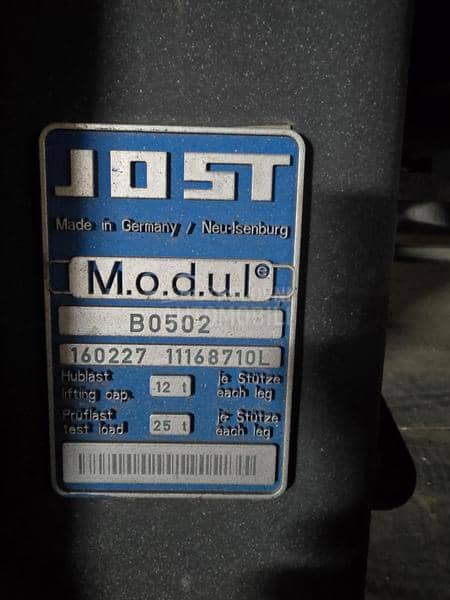 JOST
Made in Germany / Neu-Isenburg
M.o.d.u.l e
B0502
160227 11168710L
Hublast lifting cap. 12 t je Stütze each leg
Prüflast test load 25 t je Stütze each leg